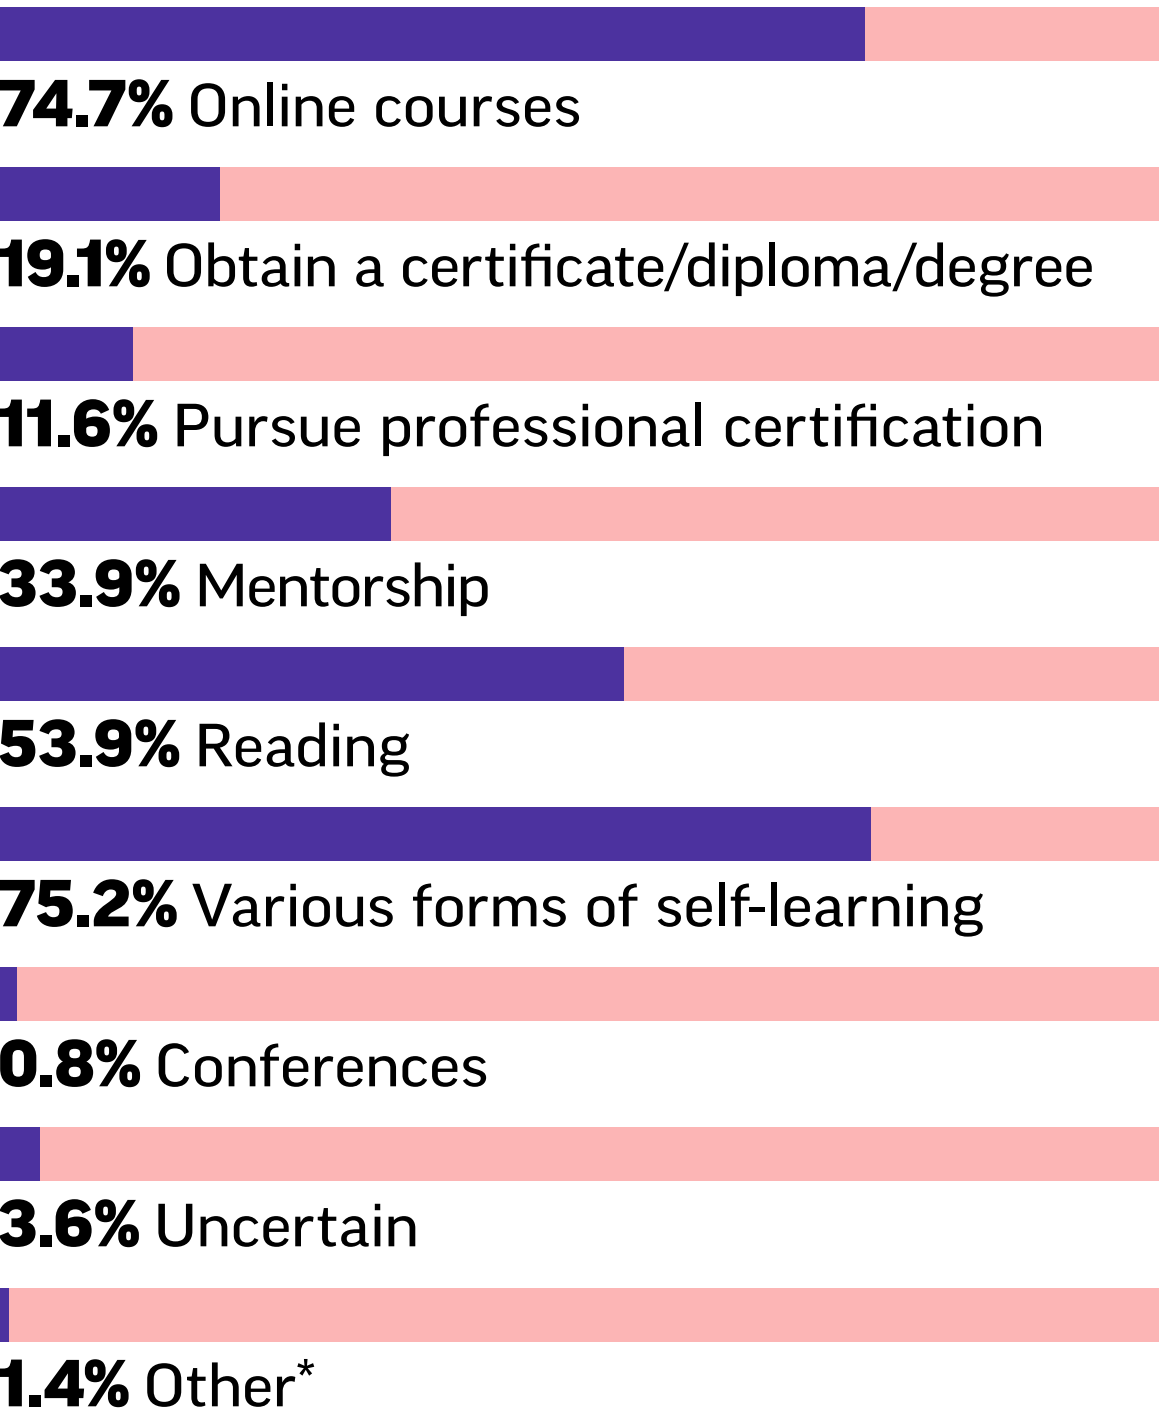 74.7% Online courses
19.1% Obtain a certificate/diploma/degree
11.6% Pursue professional certification
33.9% Mentorship
53.9% Reading
75.2% Various forms of self-learning
0.8% Conferences
3.6% Uncertain
1.4% Other*